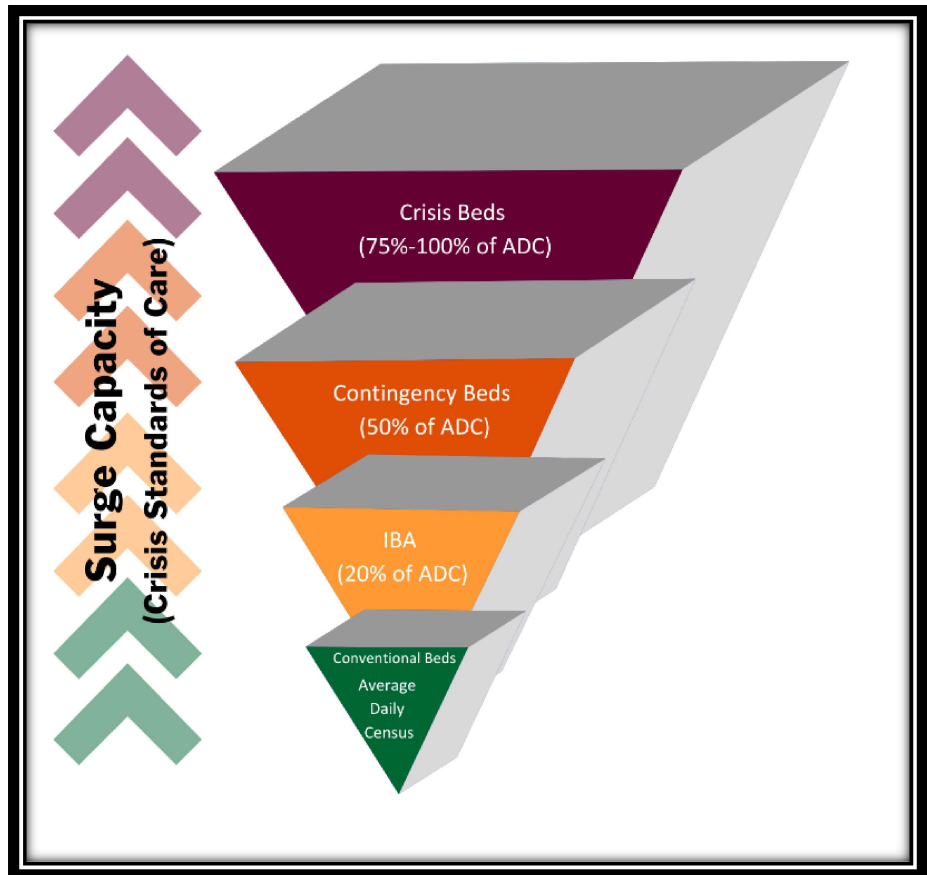 Surge Capacity
(Crisis Standards of Care)
Crisis Beds
(75%-100% of ADC)
Contingency Beds
(50% of ADC)
IBA
(20% of ADC)
Conventional Beds
Average
Daily
Census